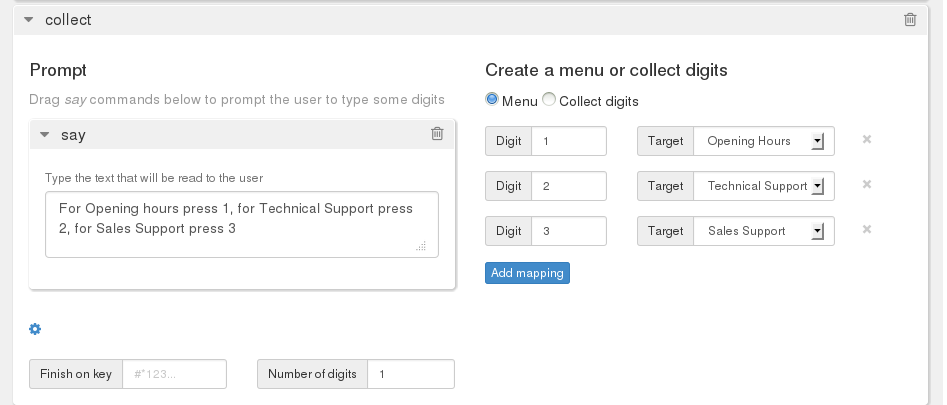 collect
Prompt
Drag say commands below to prompt the user to type some digits
say
Type the text that will be read to the user
For Opening hours press 1, for Technical Support press
2, for Sales Support press 3
Finish on key #*123...
Number of digits 1
Create a menu or collect digits
Menu Collect digits
Digit 1 Target Opening Hours
Digit 2 Target Technical Support
Digit 3 Target Sales Support
Add mapping